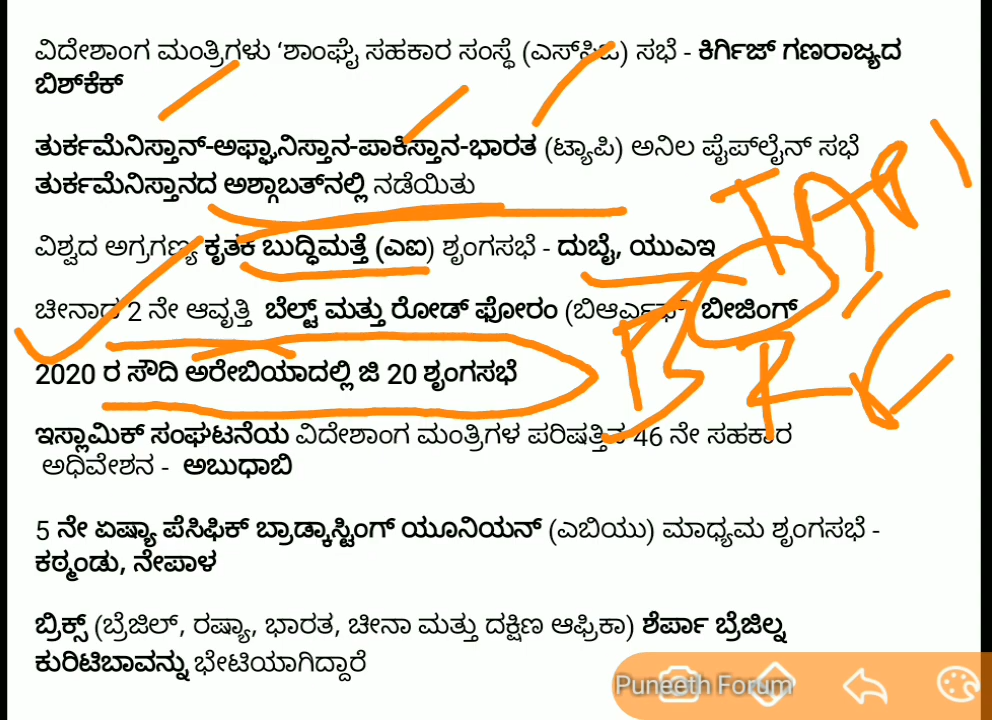 ವಿದೇಶಾಂಗ ಮಂತ್ರಿಗಳು 'ಶಾಂಘೈ ಸಹಕಾರ ಸಂಸ್ಥೆ (ಎಸ್‌ಸಿಒ) ಸಭೆ - ಕಿರ್ಗಿಜ್ ಗಣರಾಜ್ಯದ
ಬಿಶ್‌ಕೆಕ್
ತುರ್ಕಮೆನಿಸ್ತಾನ್-ಅಫ್ಘಾನಿಸ್ತಾನ-ಪಾಕಿಸ್ತಾನ-ಭಾರತ (ಟ್ಯಾಪಿ) ಅನಿಲ ಪೈಪ್‌ಲೈನ್ ಸಭೆ
ತುರ್ಕಮೆನಿಸ್ತಾನದ ಅಶ್ಗಾಬತ್‌ನಲ್ಲಿ ನಡೆಯಿತು
TAPI
ವಿಶ್ವದ ಅಗ್ರಗಣ್ಯ ಕೃತಕ ಬುದ್ಧಿಮತ್ತೆ (ಎಐ) ಶೃಂಗಸಭೆ - ದುಬೈ, ಯುಎಇ
ಚೀನಾದ 2 ನೇ ಆವೃತ್ತಿ ಬೆಲ್ಟ್ ಮತ್ತು ರೋಡ್ ಫೋರಂ (ಬಿಆರ್ಎಫ್) ಬೀಜಿಂಗ್
2020 ರ ಸೌದಿ ಅರೇಬಿಯಾದಲ್ಲಿ ಜಿ 20 ಶೃಂಗಸಭೆ
ಇಸ್ಲಾಮಿಕ್ ಸಂಘಟನೆಯ ವಿದೇಶಾಂಗ ಮಂತ್ರಿಗಳ ಪರಿಷತ್ತಿನ 46 ನೇ ಸಹಕಾರ
ಅಧಿವೇಶನ - ಅಬುಧಾಬಿ
5 ನೇ ಏಷ್ಯಾ ಪೆಸಿಫಿಕ್ ಬ್ರಾಡ್ಕಾಸ್ಟಿಂಗ್ ಯೂನಿಯನ್ (ಎಬಿಯು) ಮಾಧ್ಯಮ ಶೃಂಗಸಭೆ -
ಕಠ್ಮಂಡು, ನೇಪಾಳ
ಬ್ರಿಕ್ಸ್ (ಬ್ರೆಜಿಲ್, ರಷ್ಯಾ, ಭಾರತ, ಚೀನಾ ಮತ್ತು ದಕ್ಷಿಣ ಆಫ್ರಿಕಾ) ಶೆರ್ಪಾ ಬ್ರೆಜಿಲ್ನ
ಕುರಿಟಿಬಾವನ್ನು ಭೇಟಿಯಾಗಿದ್ದಾರೆ
Puneeth Forum